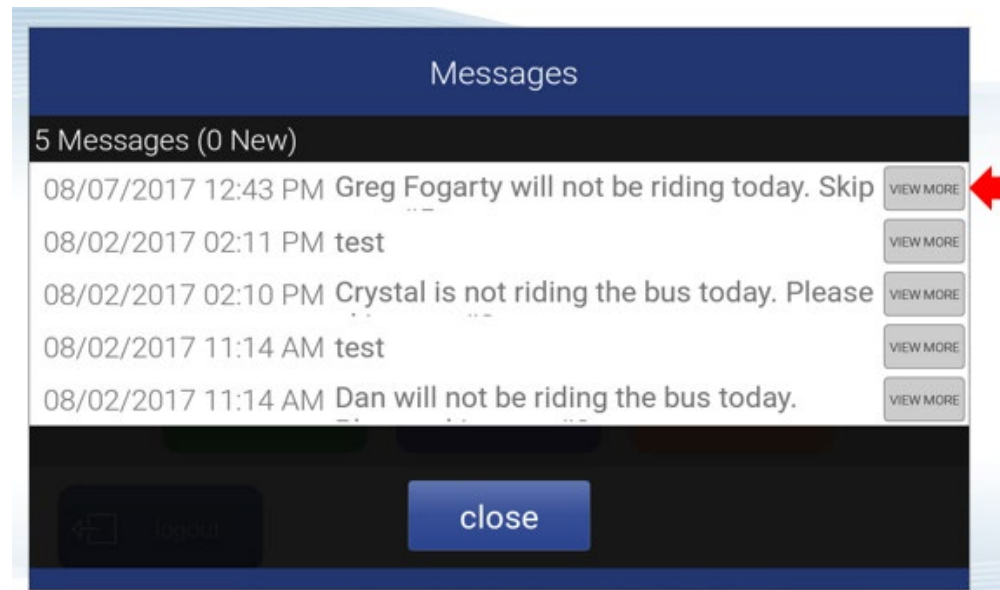 Messages
5 Messages (0 New)
08/07/2017 12:43 PM Greg Fogarty will not be riding today. Skip VIEW MORE
08/02/2017 02:11 PM test VIEW MORE
08/02/2017 02:10 PM Crystal is not riding the bus today. Please VIEW MORE
08/02/2017 11:14 AM test VIEW MORE
08/02/2017 11:14 AM Dan will not be riding the bus today. VIEW MORE
close
logout